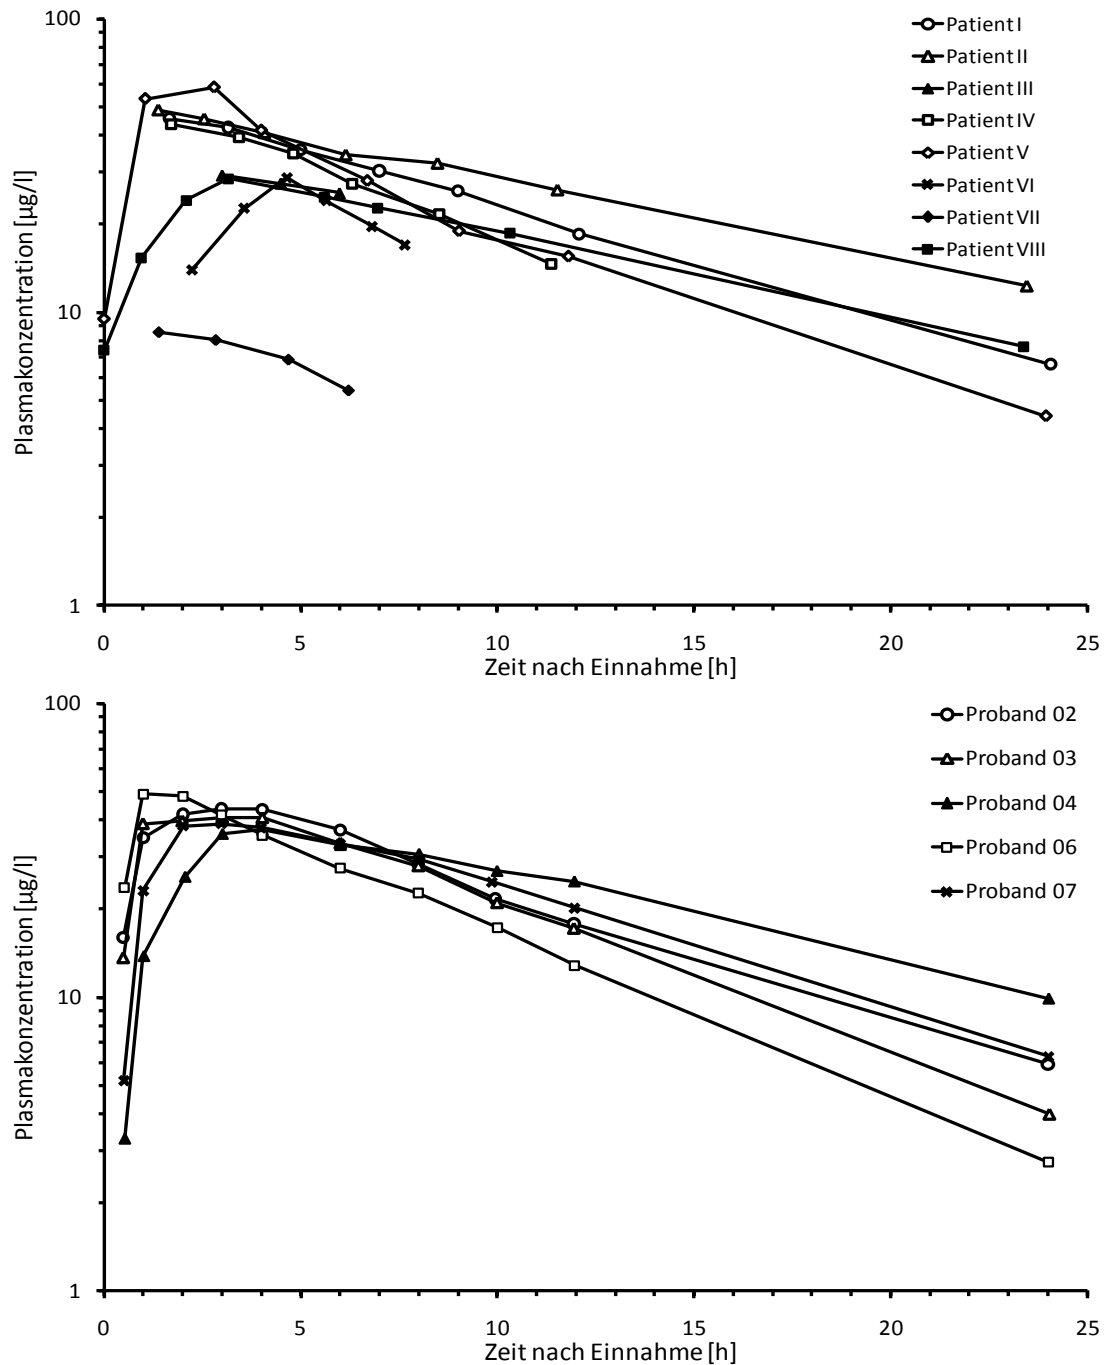 100
10
1
Plasmakonzentration [µg/l]
0 5 10 15 20 25
Zeit nach Einnahme [h]
Patient I
Patient II
Patient III
Patient IV
Patient V
Patient VI
Patient VII
Patient VIII
100
10
1
Plasmakonzentration [µg/l]
0 5 10 15 20 25
Zeit nach Einnahme [h]
Proband 02
Proband 03
Proband 04
Proband 06
Proband 07